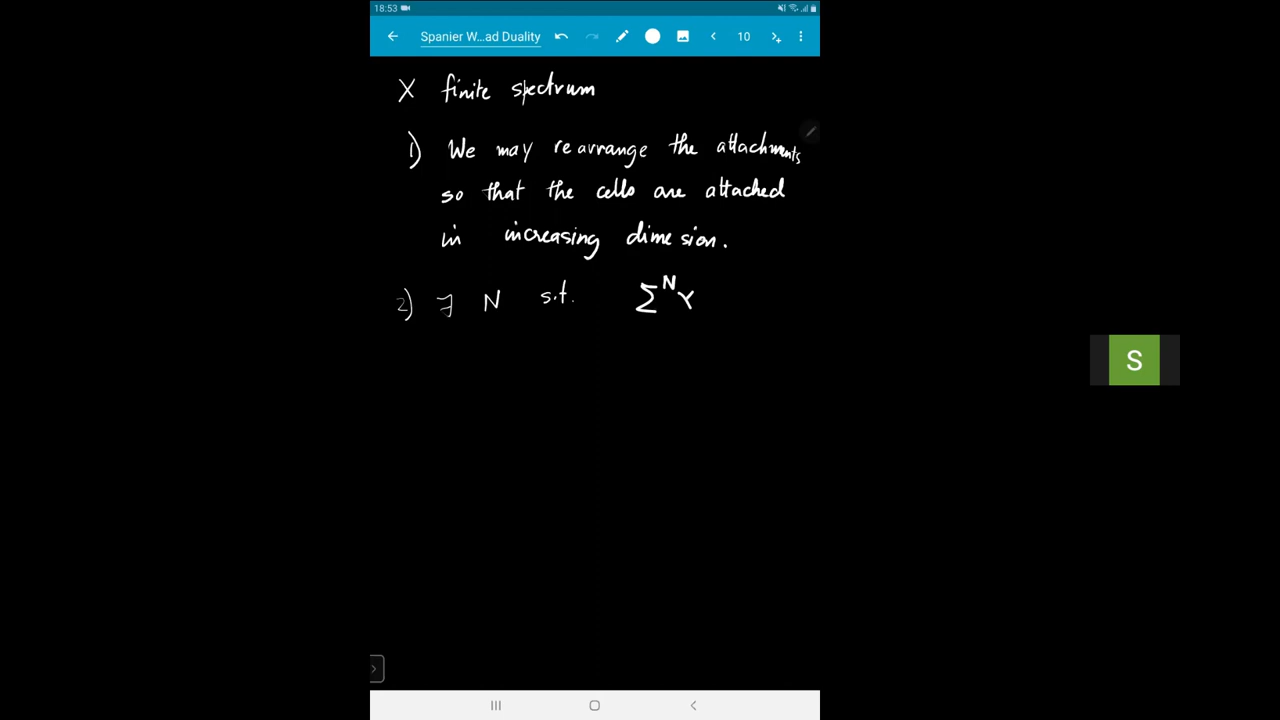 18:53
Spanier W...ad Duality
10
X finite spectrum
1) We may rearrange the attachments
so that the cells are attached
in increasing dimesion.
2) ∃ N s.t. Σ^N X
S